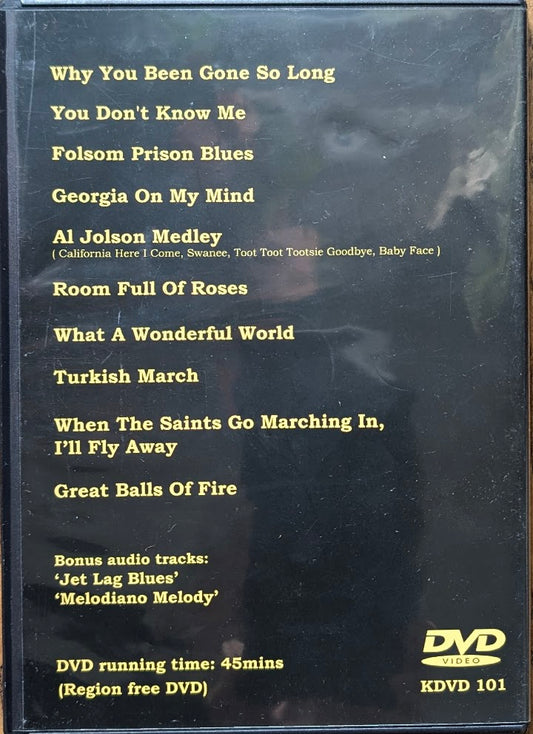 Why You Been Gone So Long
You Don't Know Me
Folsom Prison Blues
Georgia On My Mind
Al Jolson Medley
( California Here I Come, Swanee, Toot Toot Tootsie Goodbye, Baby Face )
Room Full Of Roses
What A Wonderful World
Turkish March
When The Saints Go Marching In,
I'll Fly Away
Great Balls Of Fire
Bonus audio tracks:
‘Jet Lag Blues’
‘Melodiano Melody’
DVD running time: 45mins
(Region free DVD)
DVD
VIDEO
KDVD 101